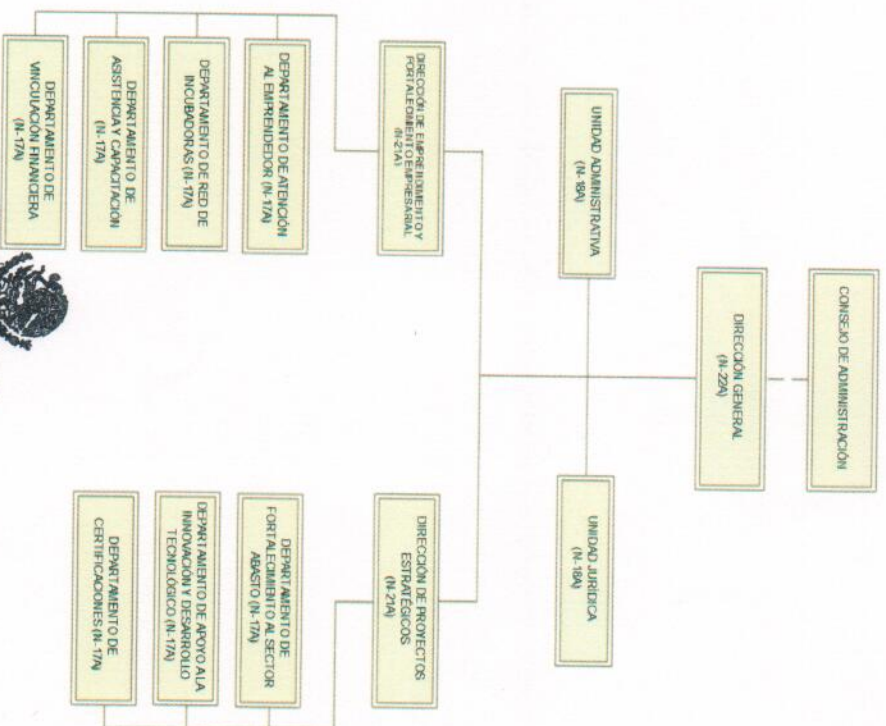 CONSEJO DE ADMINISTRACIÓN
DIRECCIÓN GENERAL
(N-22A)
UNIDAD ADMINISTRATIVA
(N-18A)
UNIDAD JURÍDICA
(N-18A)
DIRECCIÓN DE EMPRENDIMIENTO Y
FORTALECIMIENTO EMPRESARIAL
(N-21A)
DEPARTAMENTO DE ATENCIÓN
AL EMPRENDEDOR (N-17A)
DEPARTAMENTO DE RED DE
INCUBADORAS (N-17A)
DEPARTAMENTO DE
ASISTENCIA Y CAPACITACIÓN
(N-17A)
DEPARTAMENTO DE
VINCULACIÓN FINANCIERA
(N-17A)
DIRECCIÓN DE PROYECTOS
ESTRATÉGICOS
(N-21A)
DEPARTAMENTO DE
FORTALECIMIENTO AL SECTOR
ABASTO (N-17A)
DEPARTAMENTO DE APOYO A LA
INNOVACIÓN Y DESARROLLO
TECNOLÓGICO (N-17A)
DEPARTAMENTO DE
CERTIFICACIONES (N-17A)